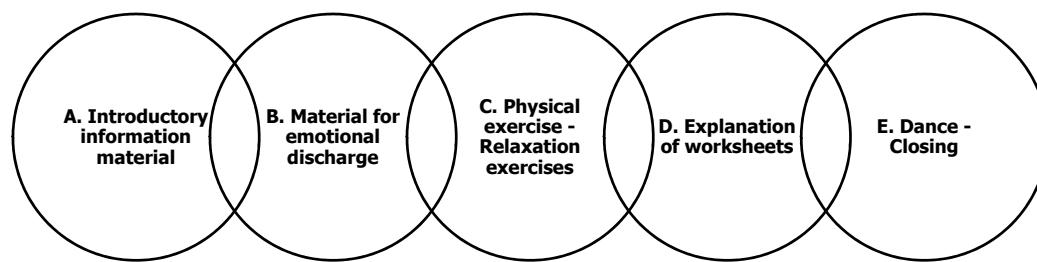 A. Introductory
information
material
B. Material for
emotional
discharge
C. Physical
exercise -
Relaxation
exercises
D. Explanation
of worksheets
E. Dance -
Closing